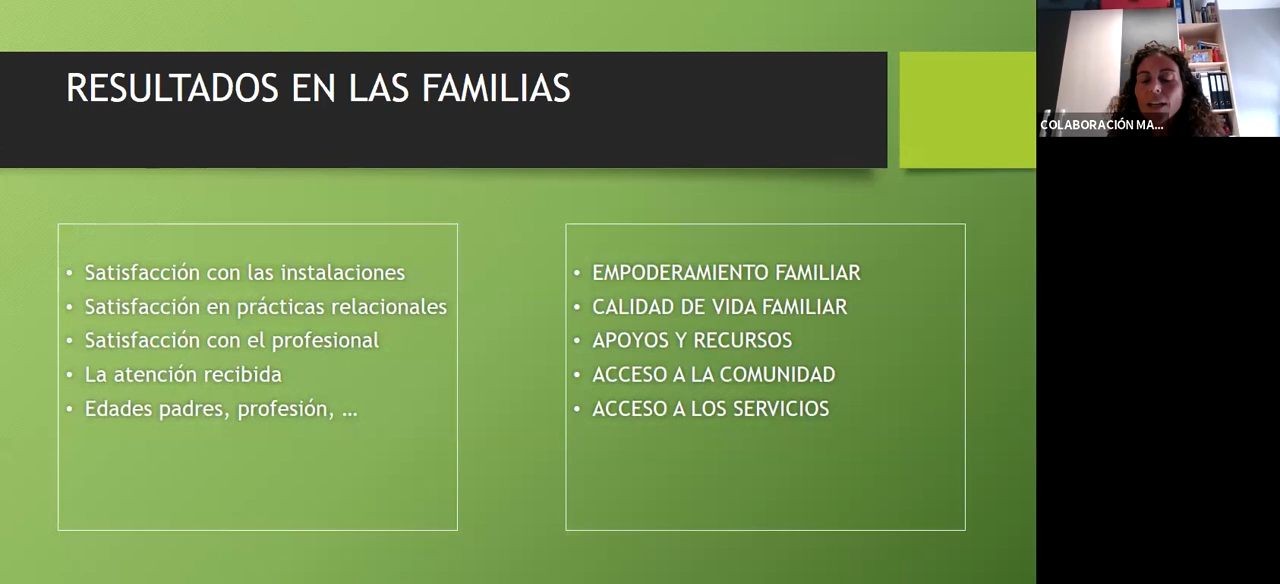 RESULTADOS EN LAS FAMILIAS
• Satisfacción con las instalaciones
• Satisfacción en prácticas relacionales
• Satisfacción con el profesional
• La atención recibida
• Edades padres, profesión, …
• EMPODERAMIENTO FAMILIAR
• CALIDAD DE VIDA FAMILIAR
• APOYOS Y RECURSOS
• ACCESO A LA COMUNIDAD
• ACCESO A LOS SERVICIOS
COLABORACIÓN MA...